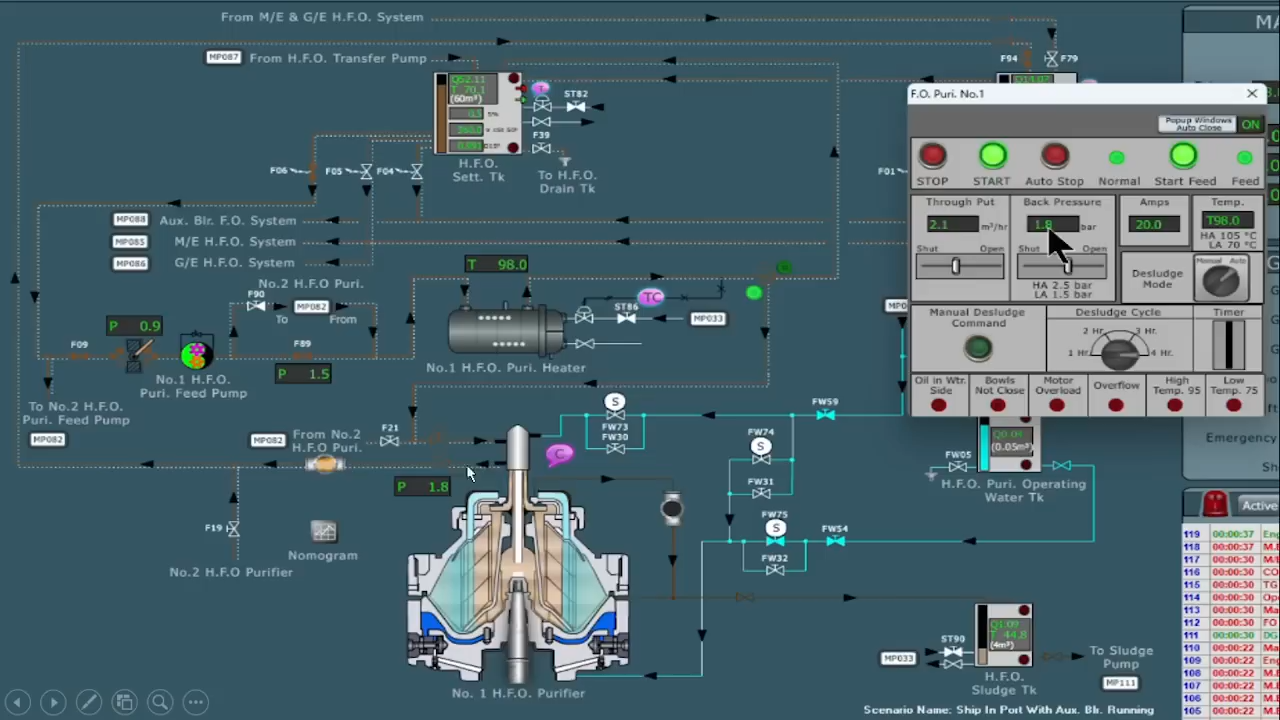 From M/E & G/E H.F.O. System
MP087 From H.F.O. Transfer Pump
F94 F79
T 70.1
(60m³)
T
ST82
F39
H.F.O.
Sett. Tk
To H.F.O.
Drain Tk
F06 F05 F04 F01
MP088 Aux. Blr. F.O. System
MP085 M/E H.F.O. System
MP086 G/E H.F.O. System
T 98.0
No.2 H.F.O Puri.
F90 MP082
To From
TC
ST86
MP033
P 0.9
F09 F89
P 1.5
No.1 H.F.O. Puri. Heater
No.1 H.F.O.
Puri. Feed Pump
To No.2 H.F.O.
Puri. Feed Pump
MP082
MP082 From No.2
H.F.O Puri.
F21
S
FW73
FW30
FW59
C
P 1.8
F19
Nomogram
No.2 H.F.O Purifier
FW74
S
FW31
FW75
S
FW32
FW54
FW05
(0.05m³)
H.F.O. Puri. Operating
Water Tk
No. 1 H.F.O. Purifier
ST90
MP033
T 44.8
(4m³)
H.F.O.
Sludge Tk
To Sludge
Pump
MP111
Scenario Name: Ship In Port With Aux. Blr. Running
F.O. Puri. No.1
Popup Windows
Auto Close ON
STOP START Auto Stop Normal Start Feed Feed
Through Put
2.1 m³/hr
Shut Open
Back Pressure
1.8 bar
Shut Open
HA 2.5 bar
LA 1.5 bar
Amps
20.0
Temp.
T98.0
HA 105 °C
LA 70 °C
Desludge
Mode
Manual Auto
Manual Desludge
Command
Desludge Cycle
2 Hr. 3 Hr.
1 Hr. 4 Hr.
Timer
Oil in Wtr.
Side
Bowls
Not Close
Motor
Overload
Overflow
High
Temp. 95
Low
Temp. 75
Emergency
Active
119 00:00:37
118 00:00:37
117 00:00:30
116 00:00:30
115 00:00:30
114 00:00:30
113 00:00:30
112 00:00:30
111 00:00:30
110 00:00:22
109 00:00:22
108 00:00:22
107 00:00:22
106 00:00:22
105 00:00:22